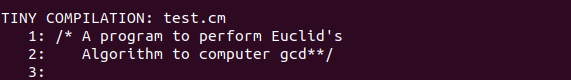 TINY COMPILATION: test.cm
1: /* A program to perform Euclid's
2: Algorithm to computer gcd**/
3: